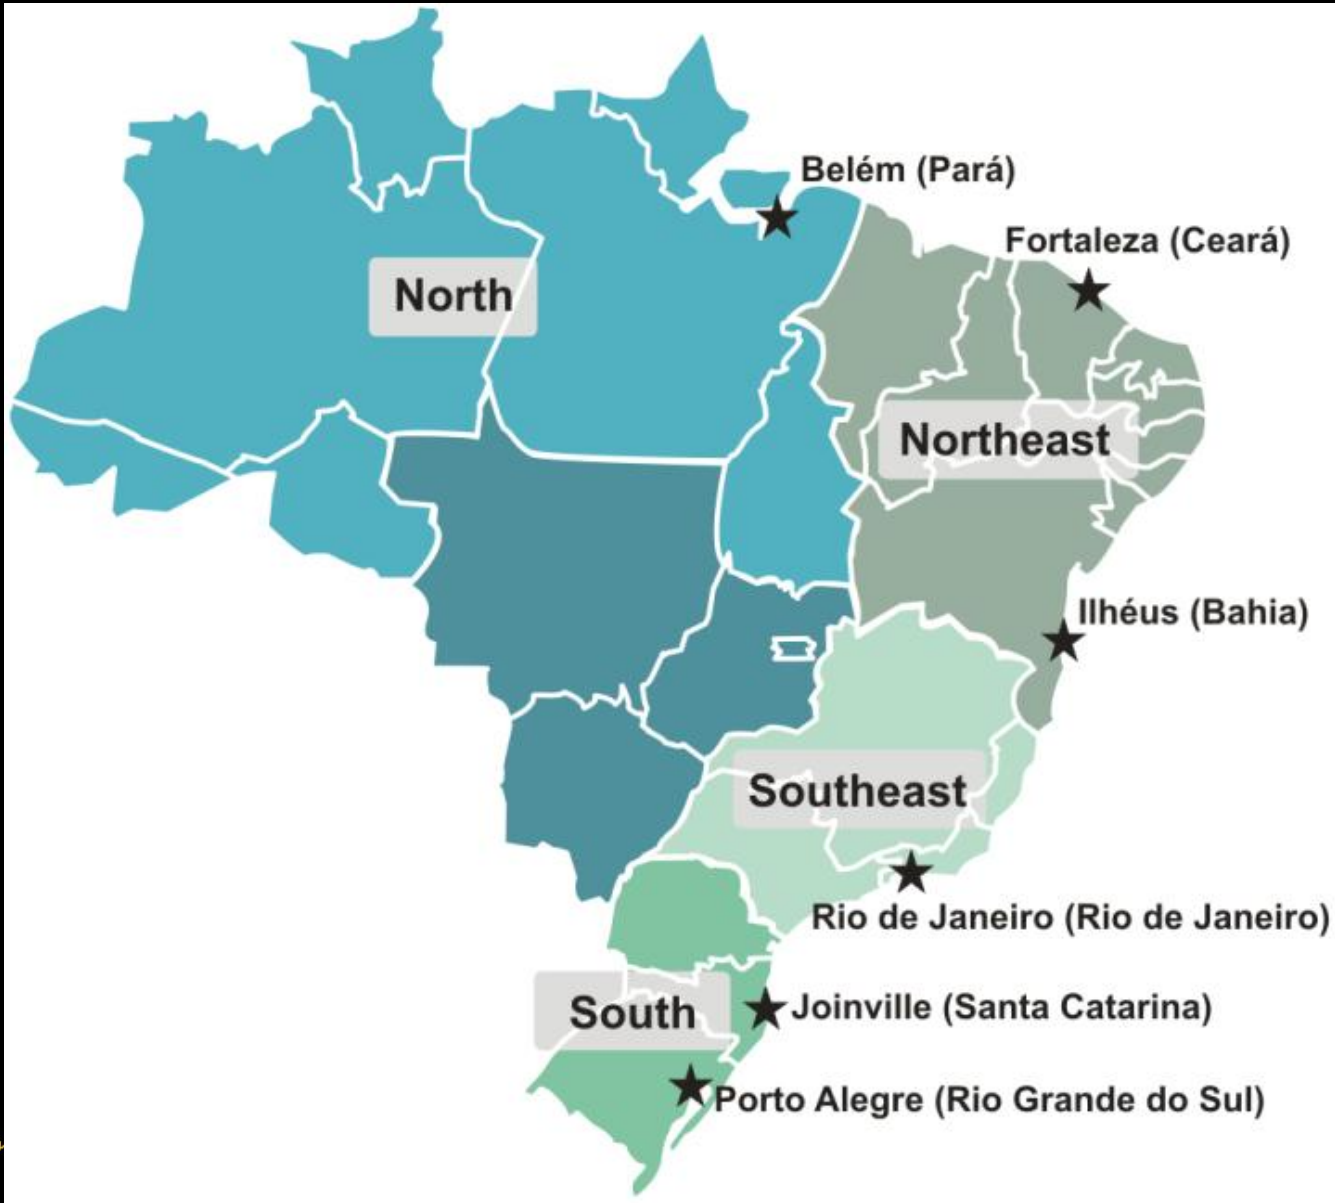 Belém (Pará)
Fortaleza (Ceará)
North
Northeast
Ilhéus (Bahia)
Southeast
Rio de Janeiro (Rio de Janeiro)
South
Joinville (Santa Catarina)
Porto Alegre (Rio Grande do Sul)